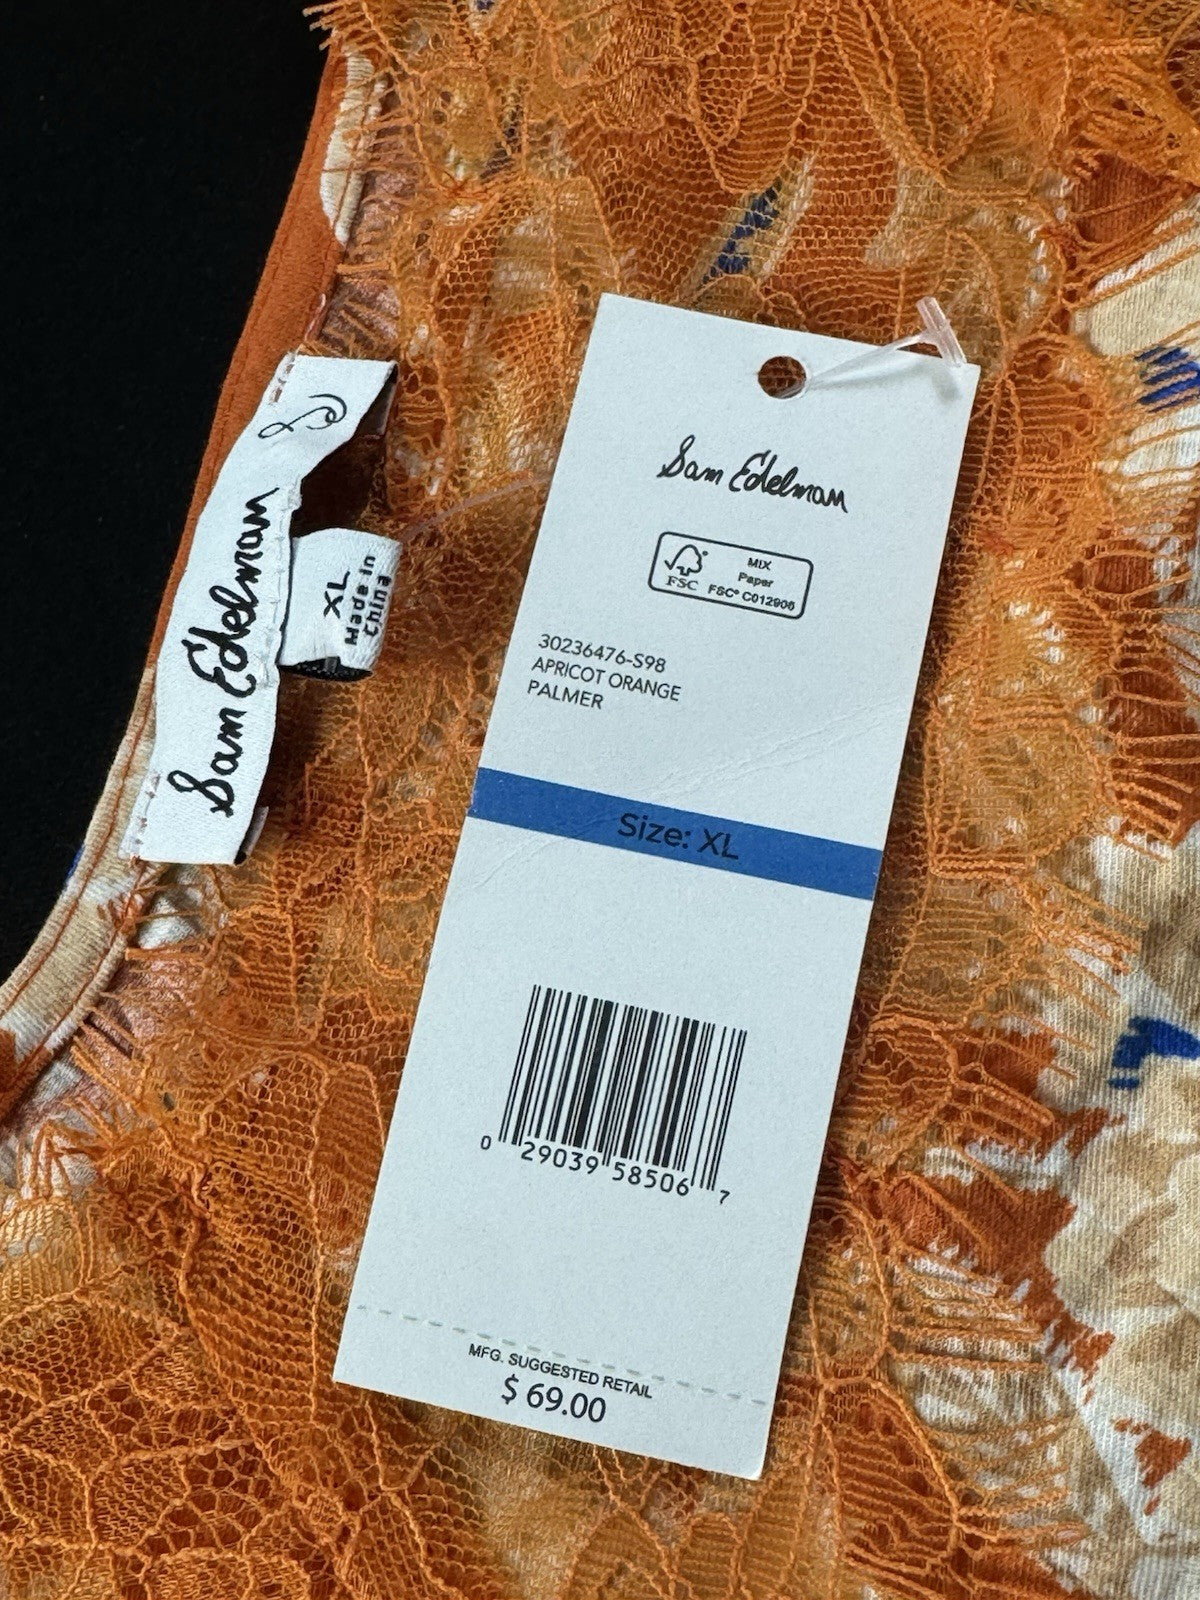 Sam Edelman
XL
Made in
China
Sam Edelman
FSC
MIX
Paper
FSC® C012906
30236476-S98
APRICOT ORANGE
PALMER
Size: XL
0 29039 58506 7
MFG. SUGGESTED RETAIL
$ 69.00